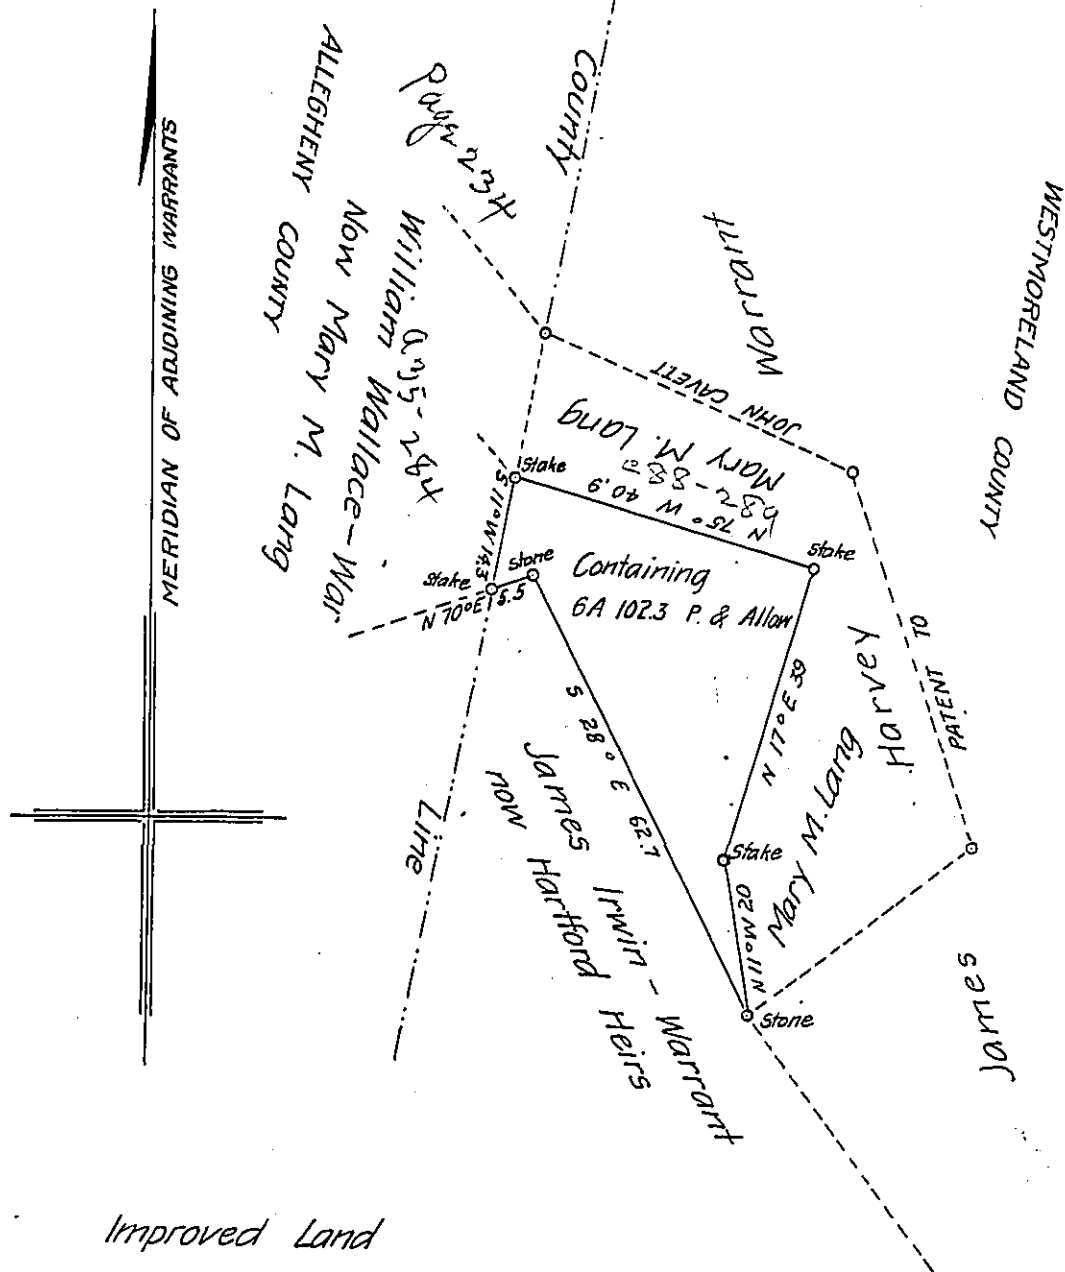 MERIDIAN OF ADJOINING WARRANTS
ALLEGHENY COUNTY
Page 234
William Wallace - War
Now Mary M. Lang
County
Line
WESTMORELAND COUNTY
Warrant
JOHN CAVETT
Mary M. Lang
N 75° W 40.9
Stake
S 11° W 14.3
Stake
N 70° E 5.5
Stone
Containing
6A 102.3 P. & Allow
Stake
N 17° E 39
Harvey
PATENT TO
Mary M. Lang
S 28° E 62.7
James Irwin - Warrant
now Hartford Heirs
Stake
N 11° W 20
Stone
James
Improved Land